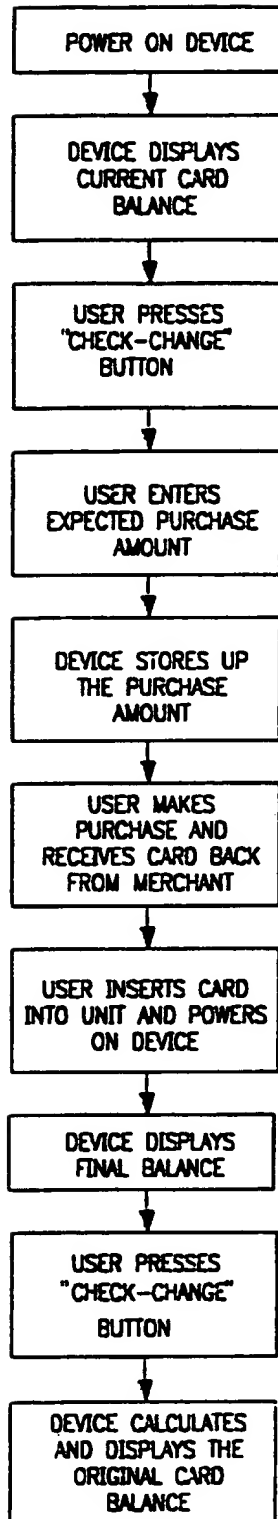 POWER ON DEVICE
DEVICE DISPLAYS
CURRENT CARD
BALANCE
USER PRESSES
"CHECK-CHANGE"
BUTTON
USER ENTERS
EXPECTED PURCHASE
AMOUNT
DEVICE STORES UP
THE PURCHASE
AMOUNT
USER MAKES
PURCHASE AND
RECEIVES CARD BACK
FROM MERCHANT
USER INSERTS CARD
INTO UNIT AND POWERS
ON DEVICE
DEVICE DISPLAYS
FINAL BALANCE
USER PRESSES
"CHECK-CHANGE"
BUTTON
DEVICE CALCULATES
AND DISPLAYS THE
ORIGINAL CARD
BALANCE